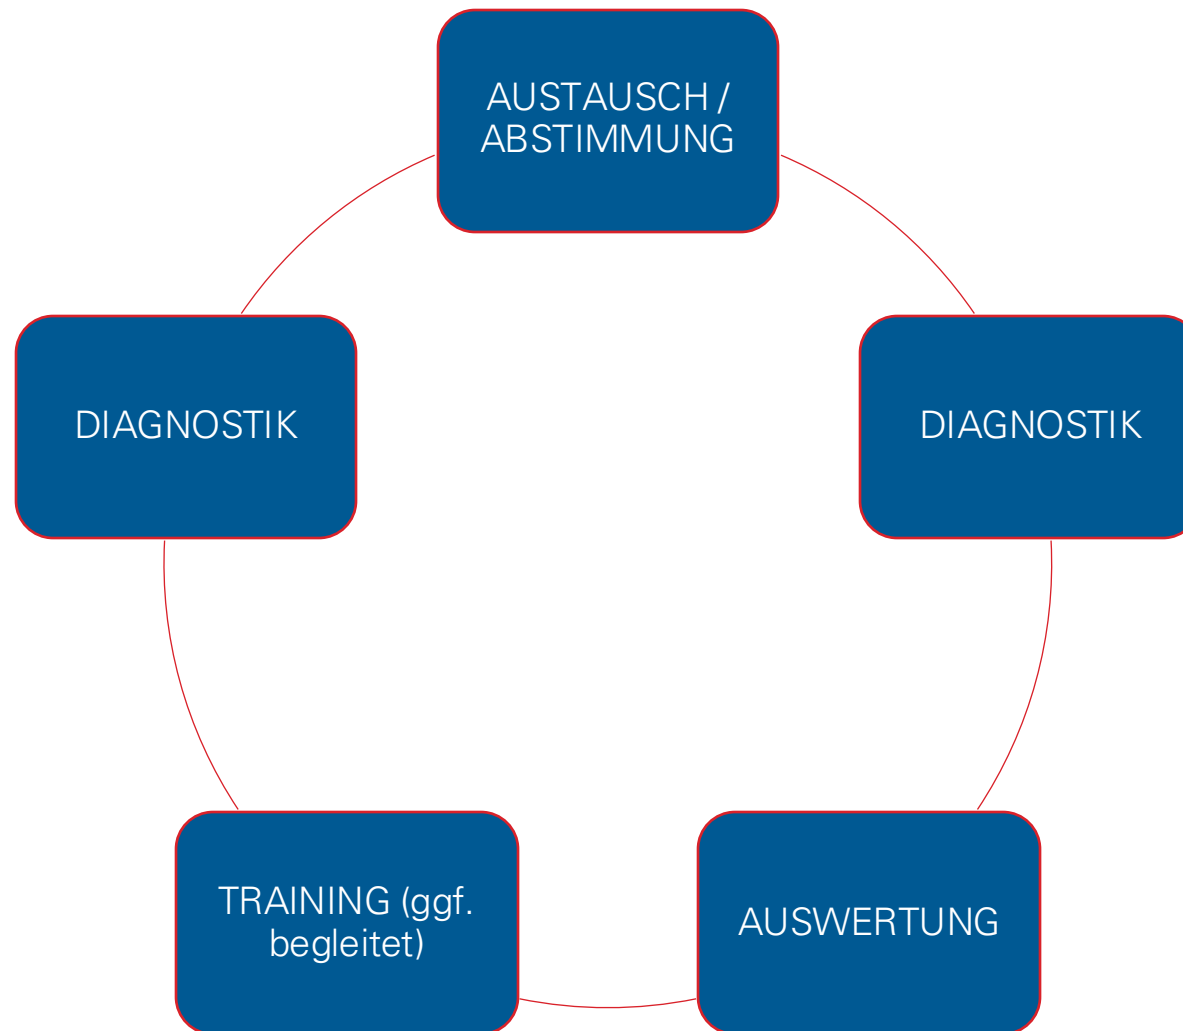 AUSTAUSCH /
ABSTIMMUNG
DIAGNOSTIK
DIAGNOSTIK
TRAINING (ggf.
begleitet)
AUSWERTUNG